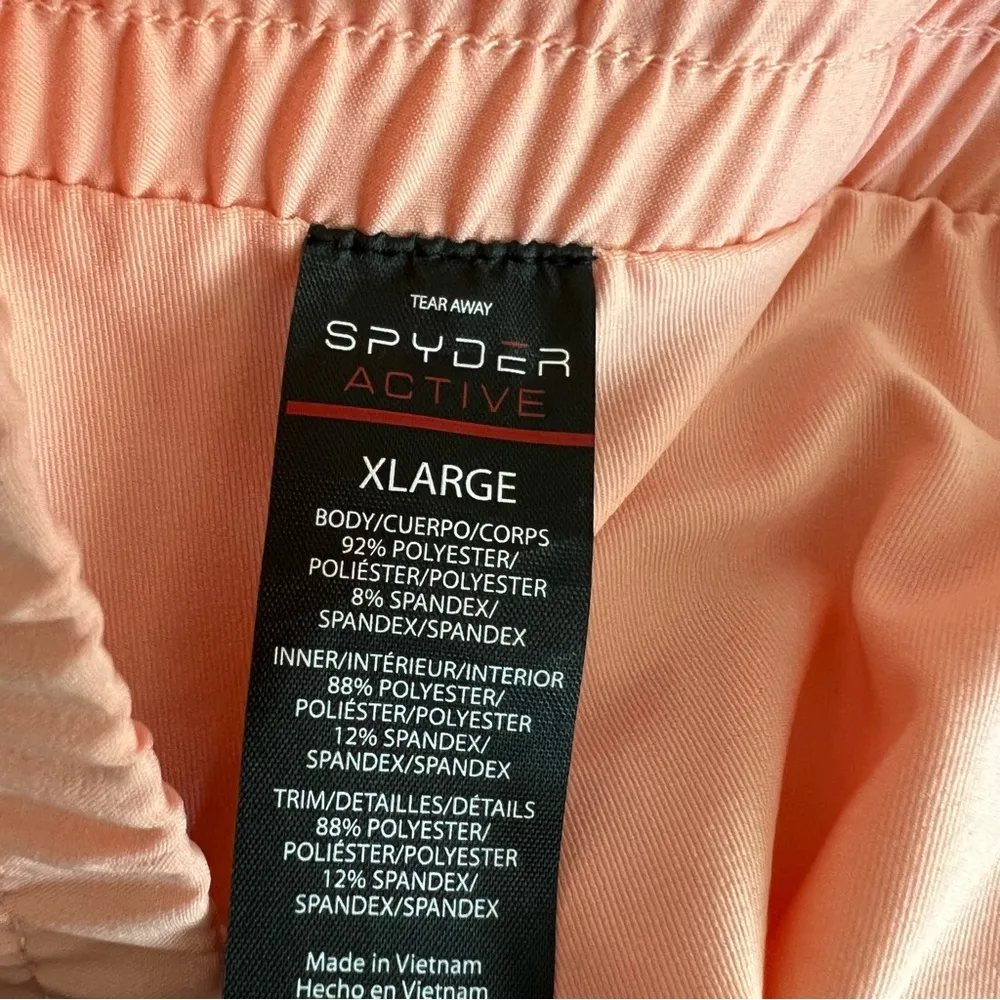 TEAR AWAY
SPYDER
ACTIVE
XLARGE
BODY/CUERPO/CORPS
92% POLYESTER/
POLIÉSTER/POLYESTER
8% SPANDEX/
SPANDEX/SPANDEX
INNER/INTÉRIEUR/INTERIOR
88% POLYESTER/
POLIÉSTER/POLYESTER
12% SPANDEX/
SPANDEX/SPANDEX
TRIM/DETAILLES/DÉTAILS
88% POLYESTER/
POLIÉSTER/POLYESTER
12% SPANDEX/
SPANDEX/SPANDEX
Made in Vietnam
Hecho en Vietnam